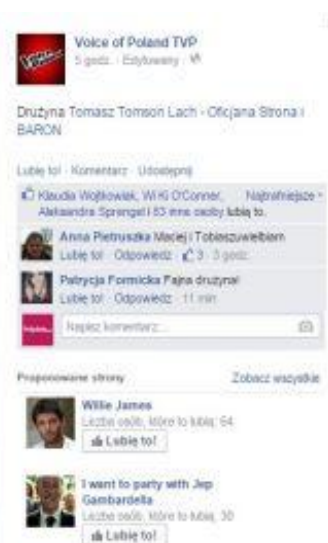 Voice of Poland TVP
5 godz. · Edytowany ·
Drużyna Tomasz Tomson Lach - Oficjana Strona i
BARON
Lubię to! · Komentarz · Udostępnij
Klaudia Wojtkowiak, Wi Ki O'Conner,
Aleksandra Sprengel i 83 inne osoby lubią to.
Najtrafniejsze
Anna Pietruszka Maciej i Tobiaszuwielbiam
Lubię to! · Odpowiedz · 3 · 3 godz.
Patrycja Formicka Fajna drużyna!
Lubię to! · Odpowiedz · 11 min
Napisz komentarz...
Proponowane strony
Zobacz wszystkie
Willie James
Liczba osób, które to lubią: 64
Lubię to!
I want to party with Jep
Gambardella
Liczba osób, które to lubią: 30
Lubię to!